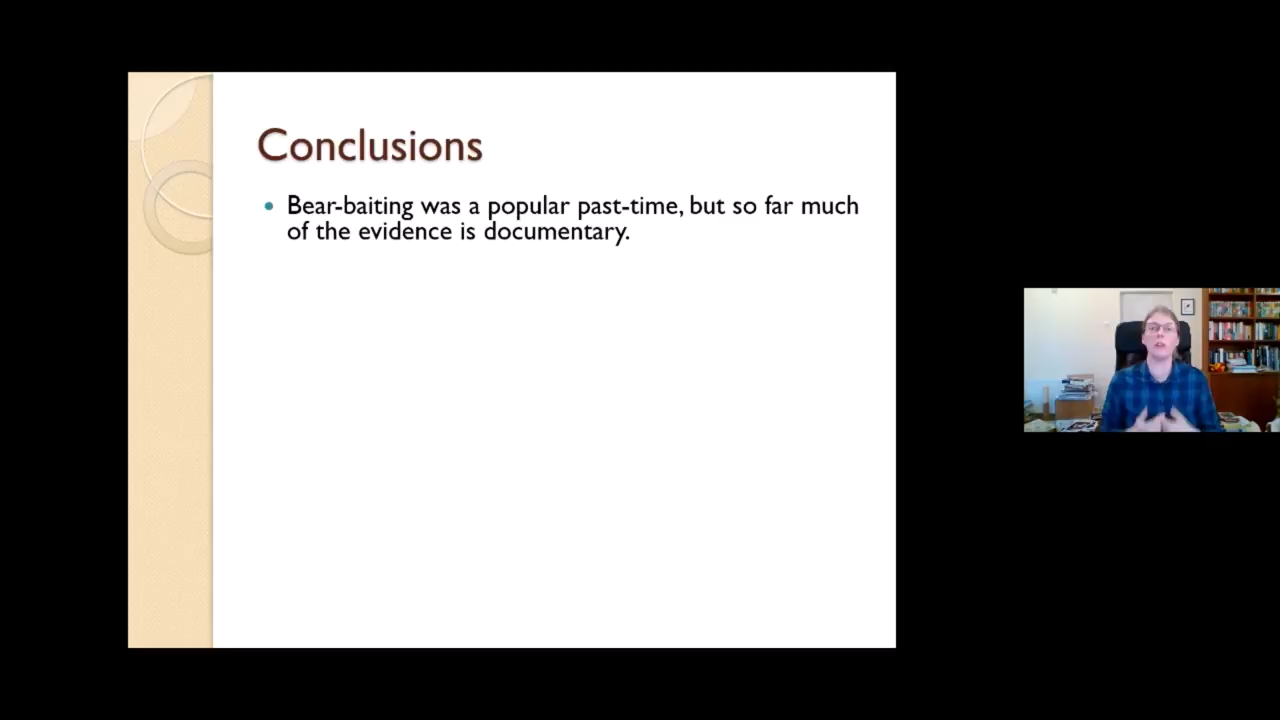 Conclusions
Bear-baiting was a popular past-time, but so far much
of the evidence is documentary.